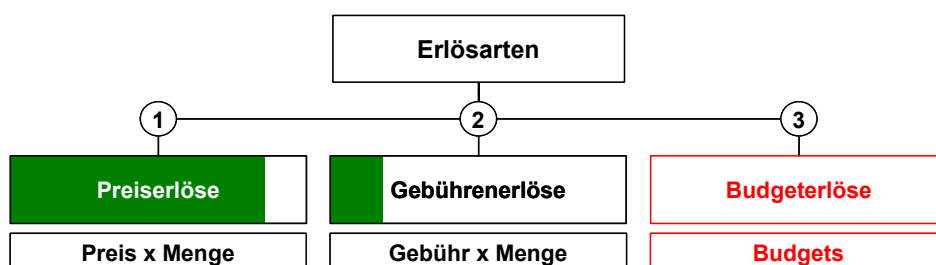 Erlösarten
1 2 3
Preiserlöse Gebührenerlöse Budgeterlöse
Preis x Menge Gebühr x Menge Budgets